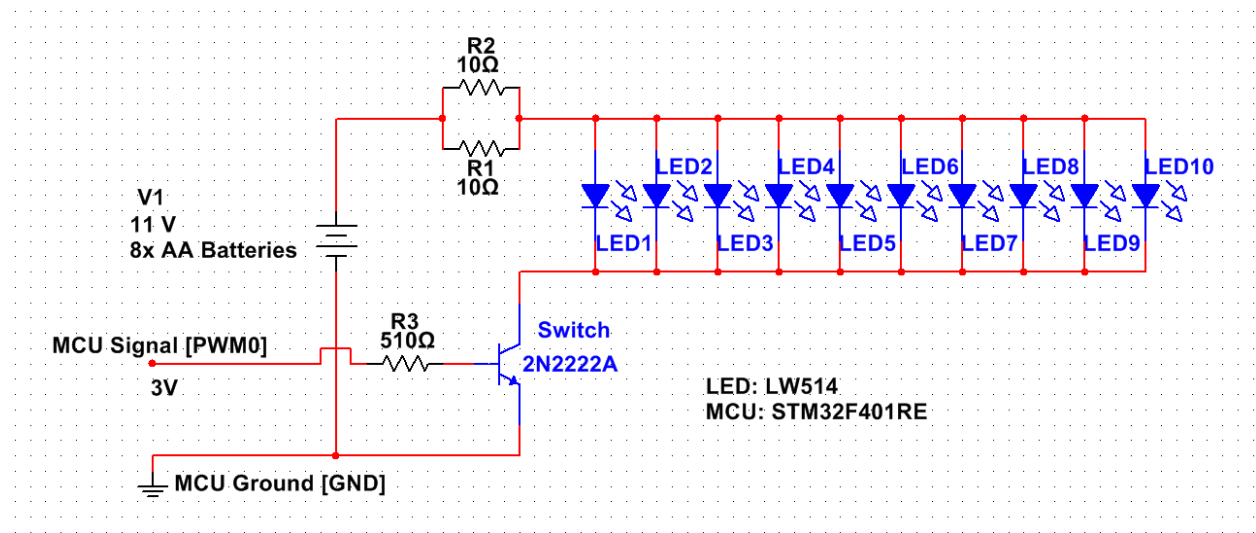 R2
10Ω
R1
10Ω
LED2
LED4
LED6
LED8
LED10
V1
11 V
8x AA Batteries
LED1
LED3
LED5
LED7
LED9
R3
510Ω
Switch
2N2222A
MCU Signal [PWM0]
3V
LED: LW514
MCU: STM32F401RE
MCU Ground [GND]